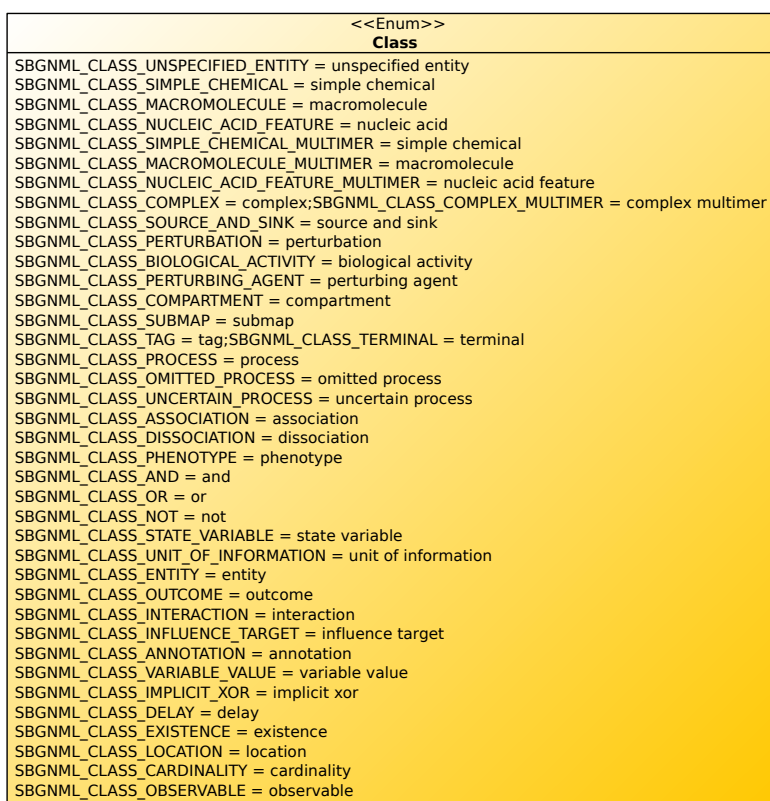 <<Enum>>
Class
SBGNML_CLASS_UNSPECIFIED_ENTITY = unspecified entity
SBGNML_CLASS_SIMPLE_CHEMICAL = simple chemical
SBGNML_CLASS_MACROMOLECULE = macromolecule
SBGNML_CLASS_NUCLEIC_ACID_FEATURE = nucleic acid
SBGNML_CLASS_SIMPLE_CHEMICAL_MULTIMER = simple chemical
SBGNML_CLASS_MACROMOLECULE_MULTIMER = macromolecule
SBGNML_CLASS_NUCLEIC_ACID_FEATURE_MULTIMER = nucleic acid feature
SBGNML_CLASS_COMPLEX = complex;SBGNML_CLASS_COMPLEX_MULTIMER = complex multimer
SBGNML_CLASS_SOURCE_AND_SINK = source and sink
SBGNML_CLASS_PERTURBATION = perturbation
SBGNML_CLASS_BIOLOGICAL_ACTIVITY = biological activity
SBGNML_CLASS_PERTURBING_AGENT = perturbing agent
SBGNML_CLASS_COMPARTMENT = compartment
SBGNML_CLASS_SUBMAP = submap
SBGNML_CLASS_TAG = tag;SBGNML_CLASS_TERMINAL = terminal
SBGNML_CLASS_PROCESS = process
SBGNML_CLASS_OMITTED_PROCESS = omitted process
SBGNML_CLASS_UNCERTAIN_PROCESS = uncertain process
SBGNML_CLASS_ASSOCIATION = association
SBGNML_CLASS_DISSOCIATION = dissociation
SBGNML_CLASS_PHENOTYPE = phenotype
SBGNML_CLASS_AND = and
SBGNML_CLASS_OR = or
SBGNML_CLASS_NOT = not
SBGNML_CLASS_STATE_VARIABLE = state variable
SBGNML_CLASS_UNIT_OF_INFORMATION = unit of information
SBGNML_CLASS_ENTITY = entity
SBGNML_CLASS_OUTCOME = outcome
SBGNML_CLASS_INTERACTION = interaction
SBGNML_CLASS_INFLUENCE_TARGET = influence target
SBGNML_CLASS_ANNOTATION = annotation
SBGNML_CLASS_VARIABLE_VALUE = variable value
SBGNML_CLASS_IMPLICIT_XOR = implicit xor
SBGNML_CLASS_DELAY = delay
SBGNML_CLASS_EXISTENCE = existence
SBGNML_CLASS_LOCATION = location
SBGNML_CLASS_CARDINALITY = cardinality
SBGNML_CLASS_OBSERVABLE = observable